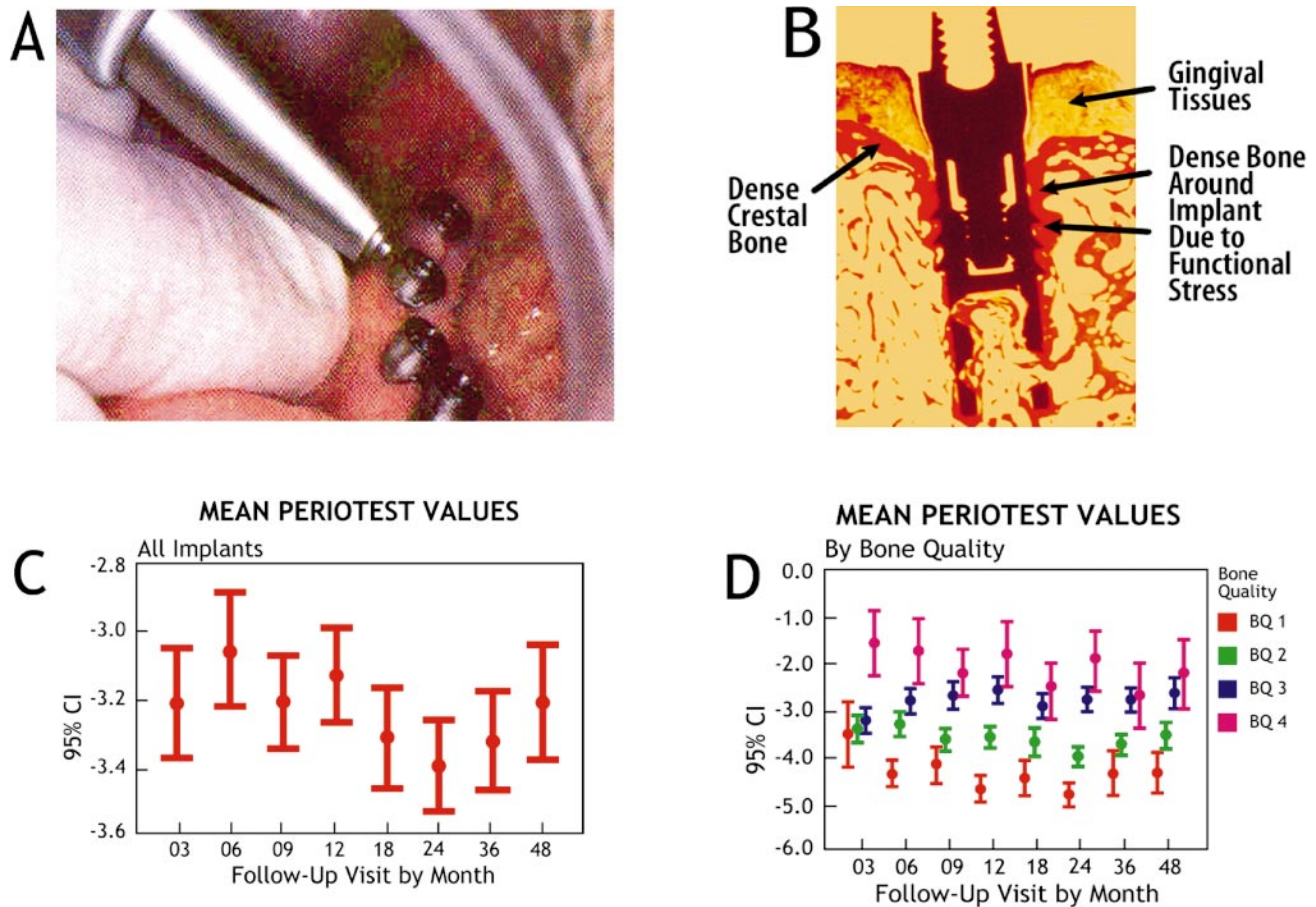 A
B
Gingival
Tissues
Dense
Crestal
Bone
Dense Bone
Around
Implant
Due to
Functional
Stress
C
MEAN PERIOTEST VALUES
All Implants
95% CI
-2.8
-3.0
-3.2
-3.4
-3.6
03 06 09 12 18 24 36 48
Follow-Up Visit by Month
D
MEAN PERIOTEST VALUES
By Bone Quality
95% CI
0.0
-1.0
-2.0
-3.0
-4.0
-5.0
-6.0
03 06 09 12 18 24 36 48
Follow-Up Visit by Month
Bone
Quality
BQ 1
BQ 2
BQ 3
BQ 4